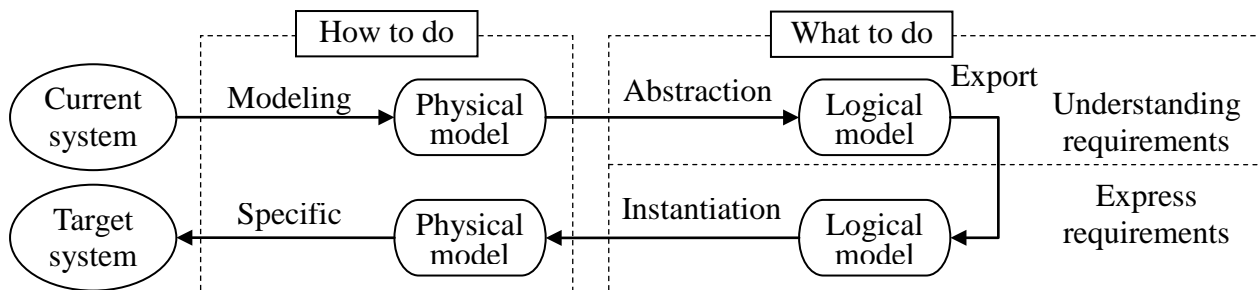 How to do
What to do
Current
system
Modeling
Physical
model
Abstraction
Logical
model
Export
Understanding
requirements
Target
system
Specific
Physical
model
Instantiation
Logical
model
Express
requirements